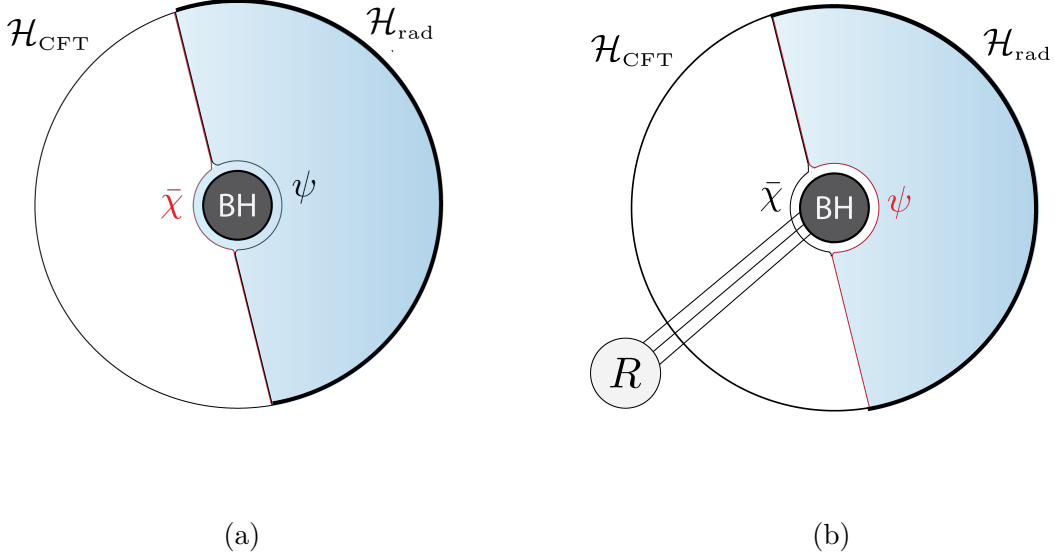 𝓗_CFT
𝓗_rad
χ̄
BH
ψ
(a)
𝓗_CFT
𝓗_rad
χ̄
BH
ψ
R
(b)